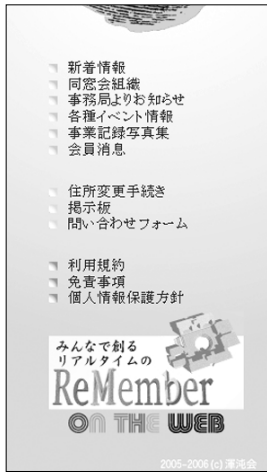 新着情報
同窓会組織
事務局よりお知らせ
各種イベント情報
事業記録写真集
会員消息
住所変更手続き
掲示板
問い合わせフォーム
利用規約
免責事項
個人情報保護方針
みんなで創る
リアルタイムの
ReMember
ON THE WEB
2005-2006 (c) 渾沌会